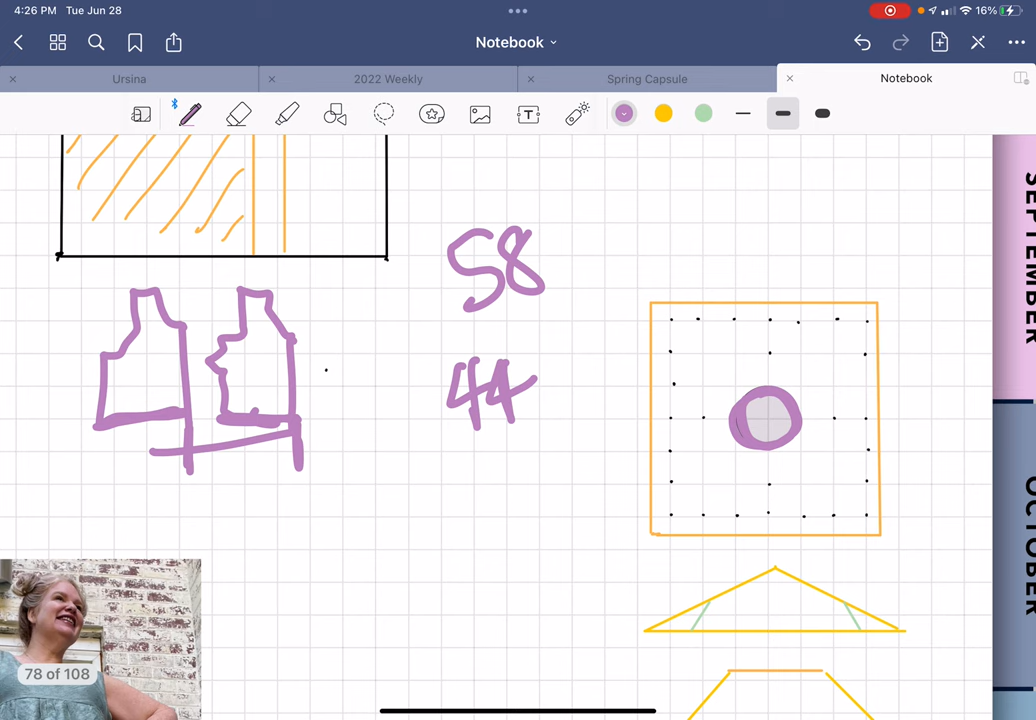 4:26 PM Tue Jun 28
16%
Notebook
Ursina
2022 Weekly
Spring Capsule
Notebook
T
SEPTEMBER
58
44
OCTOBER
78 of 108